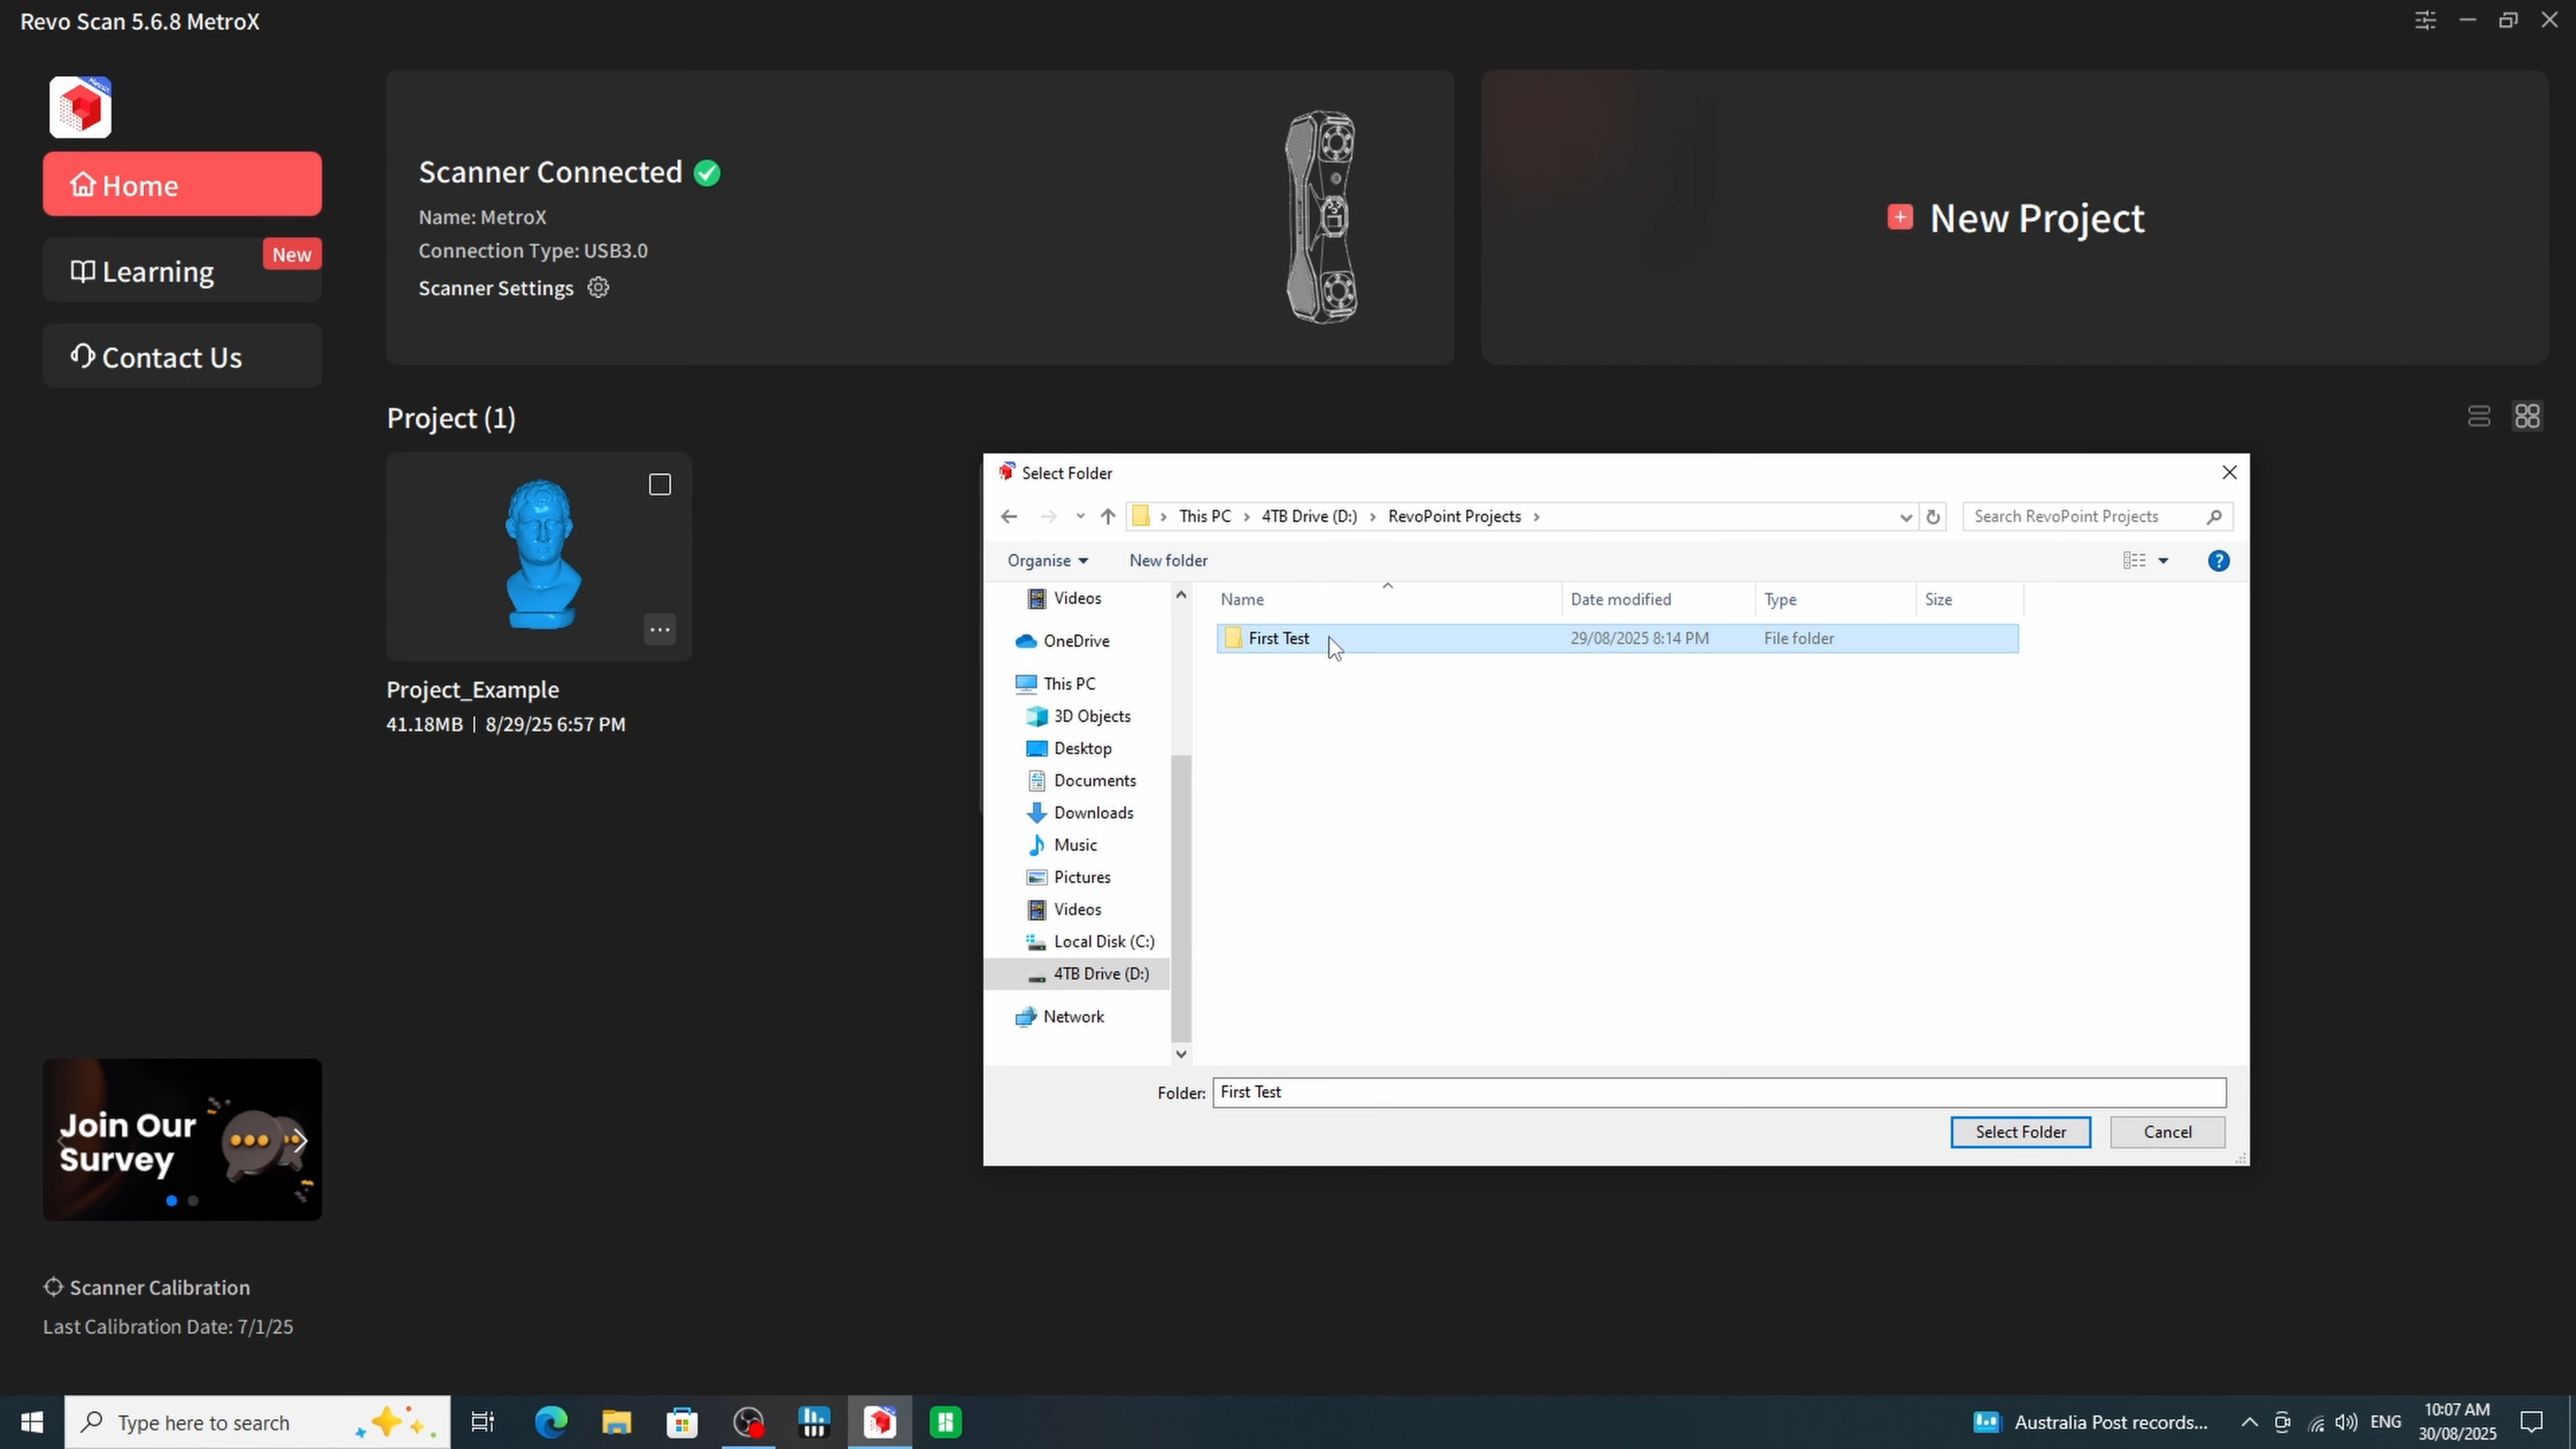 Revo Scan 5.6.8 MetroX
Home
Learning
New
Contact Us
Scanner Connected
Name: MetroX
Connection Type: USB3.0
Scanner Settings
New Project
Project (1)
Project_Example
41.18MB | 8/29/25 6:57 PM
Select Folder
This PC › 4TB Drive (D:) › RevoPoint Projects ›
Search RevoPoint Projects
Organise
New folder
Videos
OneDrive
This PC
3D Objects
Desktop
Documents
Downloads
Music
Pictures
Videos
Local Disk (C:)
4TB Drive (D:)
Network
Name Date modified Type Size
First Test 29/08/2025 8:14 PM File folder
Folder: First Test
Select Folder
Cancel
Join Our
Survey
Scanner Calibration
Last Calibration Date: 7/1/25
Type here to search
Australia Post records...
ENG
10:07 AM
30/08/2025